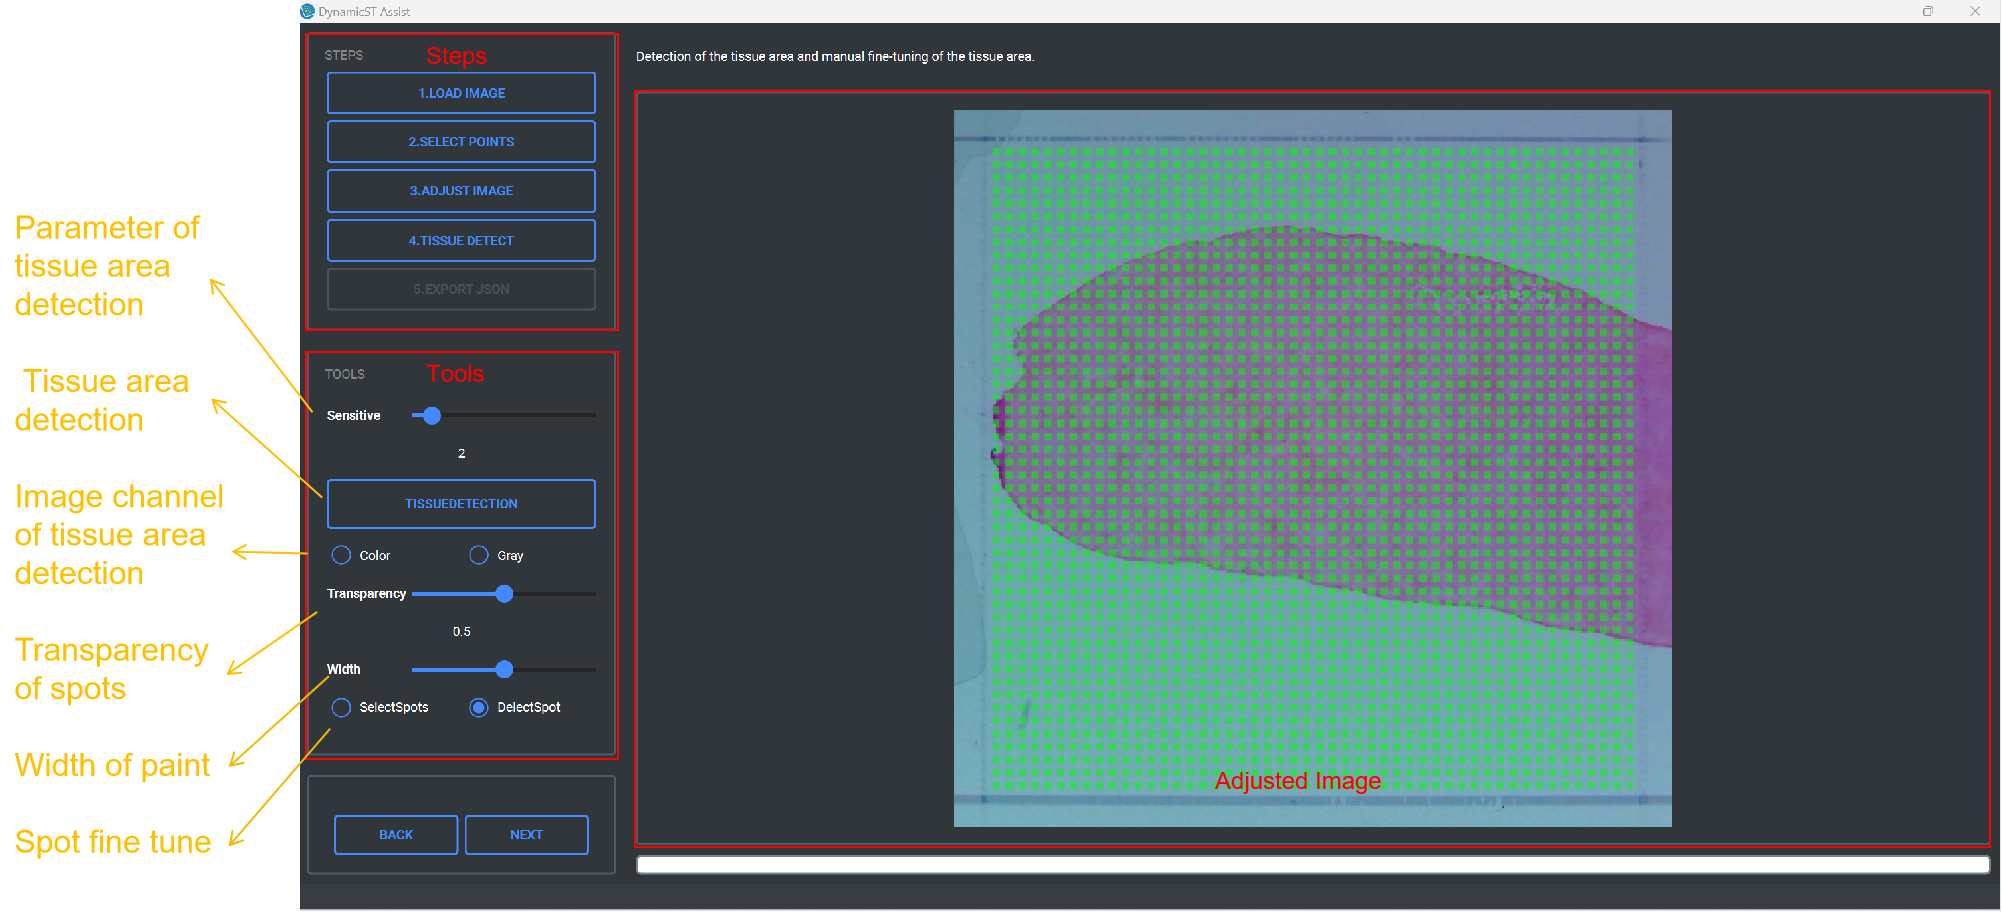 DynamicST Assist
STEPS
Steps
1.LOAD IMAGE
2.SELECT POINTS
3.ADJUST IMAGE
4.TISSUE DETECT
5.EXPORT JSON
Detection of the tissue area and manual fine-tuning of the tissue area.
Parameter of
tissue area
detection
Tissue area
detection
Image channel
of tissue area
detection
Transparency
of spots
Width of paint
Spot fine tune
TOOLS
Tools
Sensitive
2
TISSUEDETECTION
Color
Gray
Transparency
0.5
Width
SelectSpots
DelectSpot
BACK
NEXT
Adjusted Image